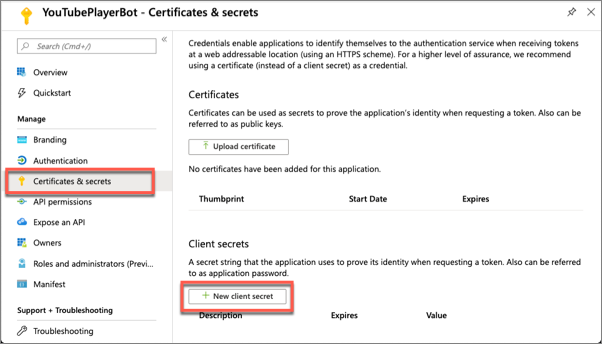 YouTubePlayerBot - Certificates & secrets
Search (Cmd+/)
Overview
Quickstart
Manage
Branding
Authentication
Certificates & secrets
API permissions
Expose an API
Owners
Roles and administrators (Previ...
Manifest
Support + Troubleshooting
Troubleshooting
Credentials enable applications to identify themselves to the authentication service when receiving tokens
at a web addressable location (using an HTTPS scheme). For a higher level of assurance, we recommend
using a certificate (instead of a client secret) as a credential.
Certificates
Certificates can be used as secrets to prove the application's identity when requesting a token. Also can be
referred to as public keys.
Upload certificate
No certificates have been added for this application.
Thumbprint Start Date Expires
Client secrets
A secret string that the application uses to prove its identity when requesting a token. Also can be referred
to as application password.
New client secret
Description Expires Value